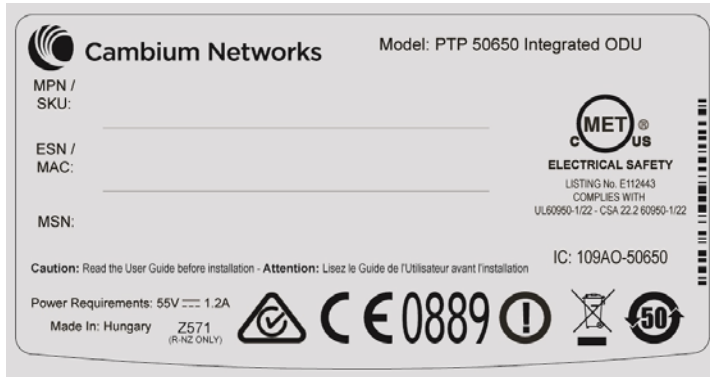 Cambium Networks
Model: PTP 50650 Integrated ODU
MPN /
SKU:
ESN /
MAC:
MSN:
C MET ® US
ELECTRICAL SAFETY
LISTING No. E112443
COMPLIES WITH
UL60950-1/22 - CSA 22.2 60950-1/22
IC: 109AO-50650
Caution: Read the User Guide before installation - Attention: Lisez le Guide de l'Utilisateur avant l'installation
Power Requirements: 55V ⎓ 1.2A
Made In: Hungary
Z571
(R-NZ ONLY)
CE 0889
50